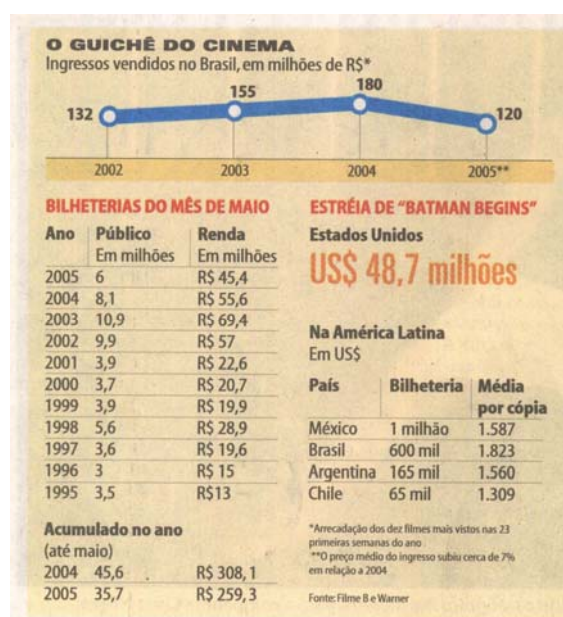 O GUICHÊ DO CINEMA
Ingressos vendidos no Brasil, em milhões de R$*
132 155 180 120
2002 2003 2004 2005**
BILHETERIAS DO MÊS DE MAIO
Ano Público Renda
Em milhões Em milhões
2005 6 R$ 45,4
2004 8,1 R$ 55,6
2003 10,9 R$ 69,4
2002 9,9 R$ 57
2001 3,9 R$ 22,6
2000 3,7 R$ 20,7
1999 3,9 R$ 19,9
1998 5,6 R$ 28,9
1997 3,6 R$ 19,6
1996 3 R$ 15
1995 3,5 R$13
Acumulado no ano
(até maio)
2004 45,6 R$ 308,1
2005 35,7 R$ 259,3
ESTRÉIA DE “BATMAN BEGINS”
Estados Unidos
US$ 48,7 milhões
Na América Latina
Em US$
País Bilheteria Média
por cópia
México 1 milhão 1.587
Brasil 600 mil 1.823
Argentina 165 mil 1.560
Chile 65 mil 1.309
*Arrecadação dos dez filmes mais vistos nas 23
primeiras semanas do ano
**O preço médio do ingresso subiu cerca de 7%
em relação a 2004
Fonte: Filme B e Warner